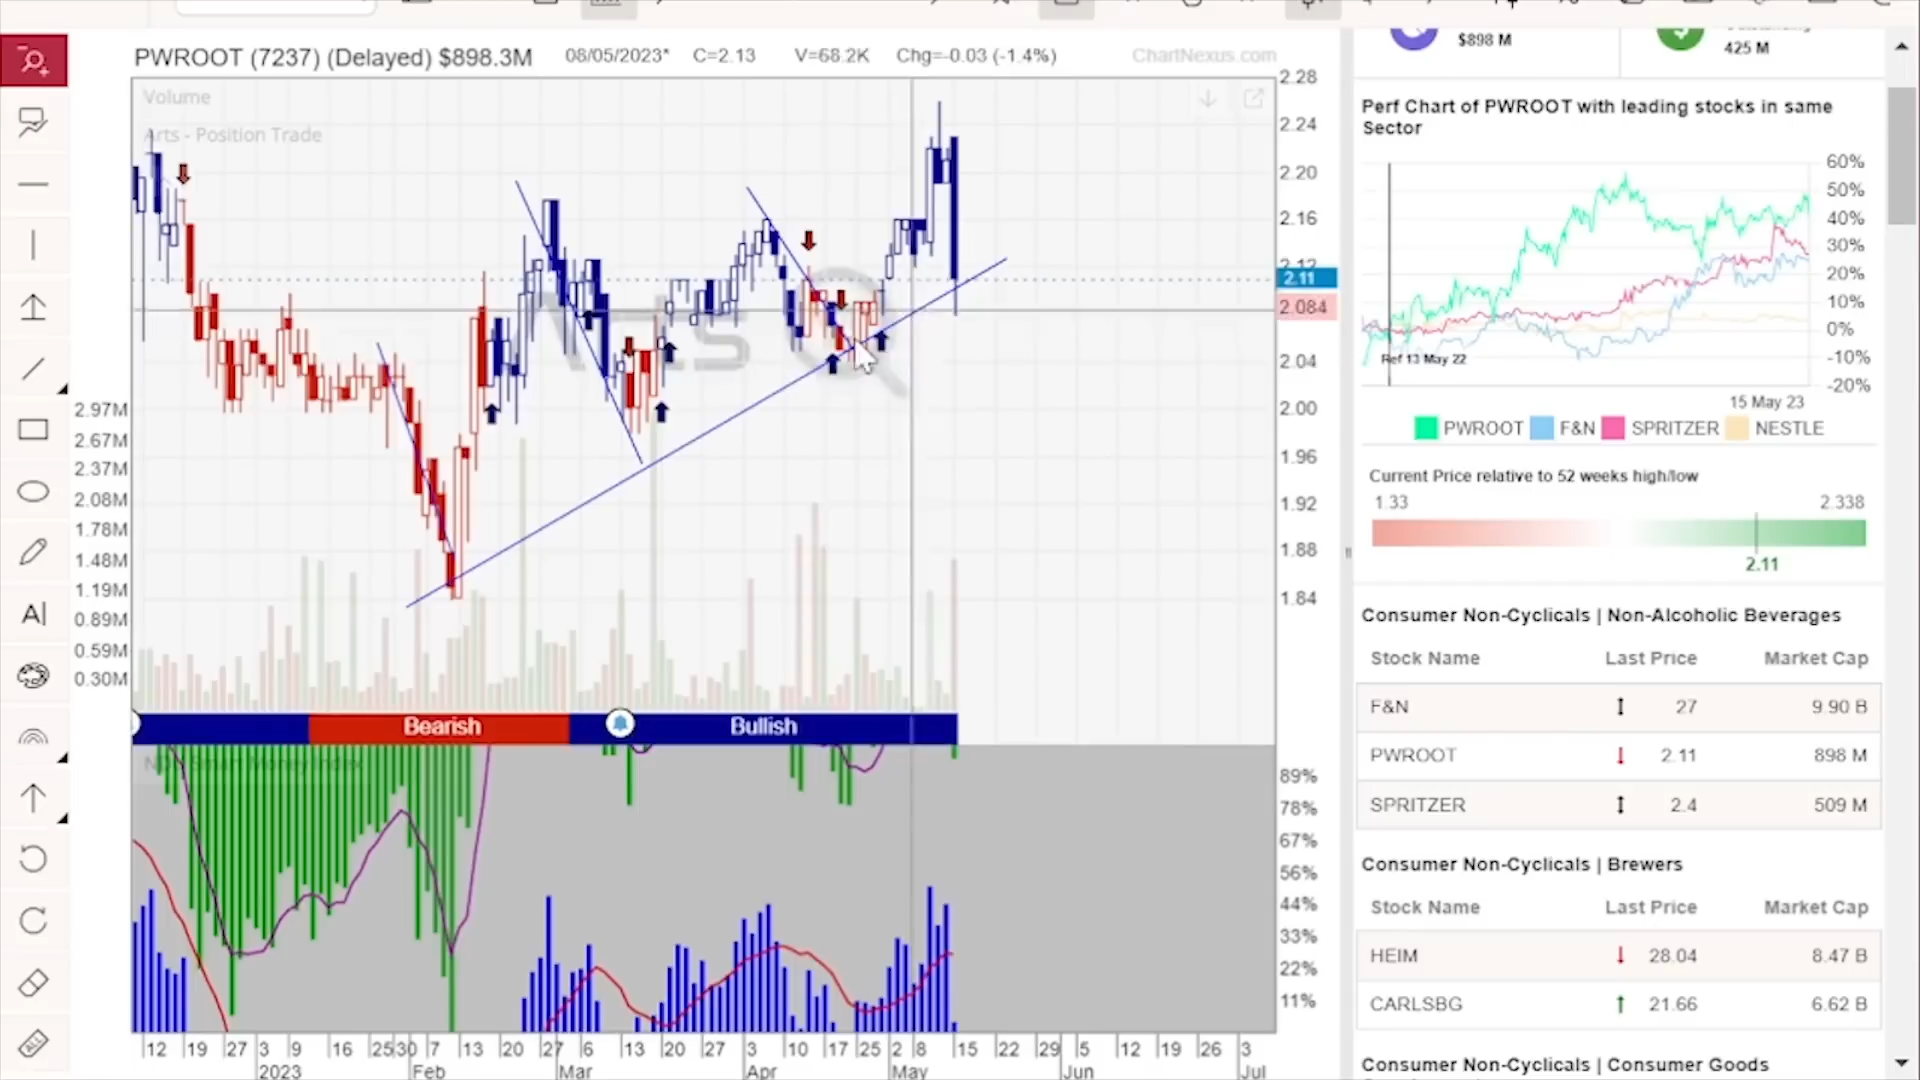 PWROOT (7237) (Delayed) $898.3M 08/05/2023* C=2.13 V=68.2K Chg=-0.03 (-1.4%) ChartNexus.com
Volume
Arts - Position Trade
2.28
2.24
2.20
2.16
2.12
2.11
2.084
2.04
2.00
1.96
1.92
1.88
1.84
2.97M
2.67M
2.37M
2.08M
1.78M
1.48M
1.19M
0.89M
0.59M
0.30M
Bearish
Bullish
89%
78%
67%
56%
44%
33%
22%
11%
12 19 27 3 9 16 25 30 7 13 20 27 6 13 20 27 3 10 17 25 2 8 15 22 29 5 12 19 26 3
2023 Feb Mar Apr May Jun Jul
A
ALL
$898 M
425 M
Perf Chart of PWROOT with leading stocks in same
Sector
60%
50%
40%
30%
20%
10%
0%
-10%
-20%
Ref 13 May 22
15 May 23
PWROOT F&N SPRITZER NESTLE
Current Price relative to 52 weeks high/low
1.33 2.338
2.11
Consumer Non-Cyclicals | Non-Alcoholic Beverages
Stock Name Last Price Market Cap
F&N 27 9.90 B
PWROOT 2.11 898 M
SPRITZER 2.4 509 M
Consumer Non-Cyclicals | Brewers
Stock Name Last Price Market Cap
HEIM 28.04 8.47 B
CARLSBG 21.66 6.62 B
Consumer Non-Cyclicals | Consumer Goods